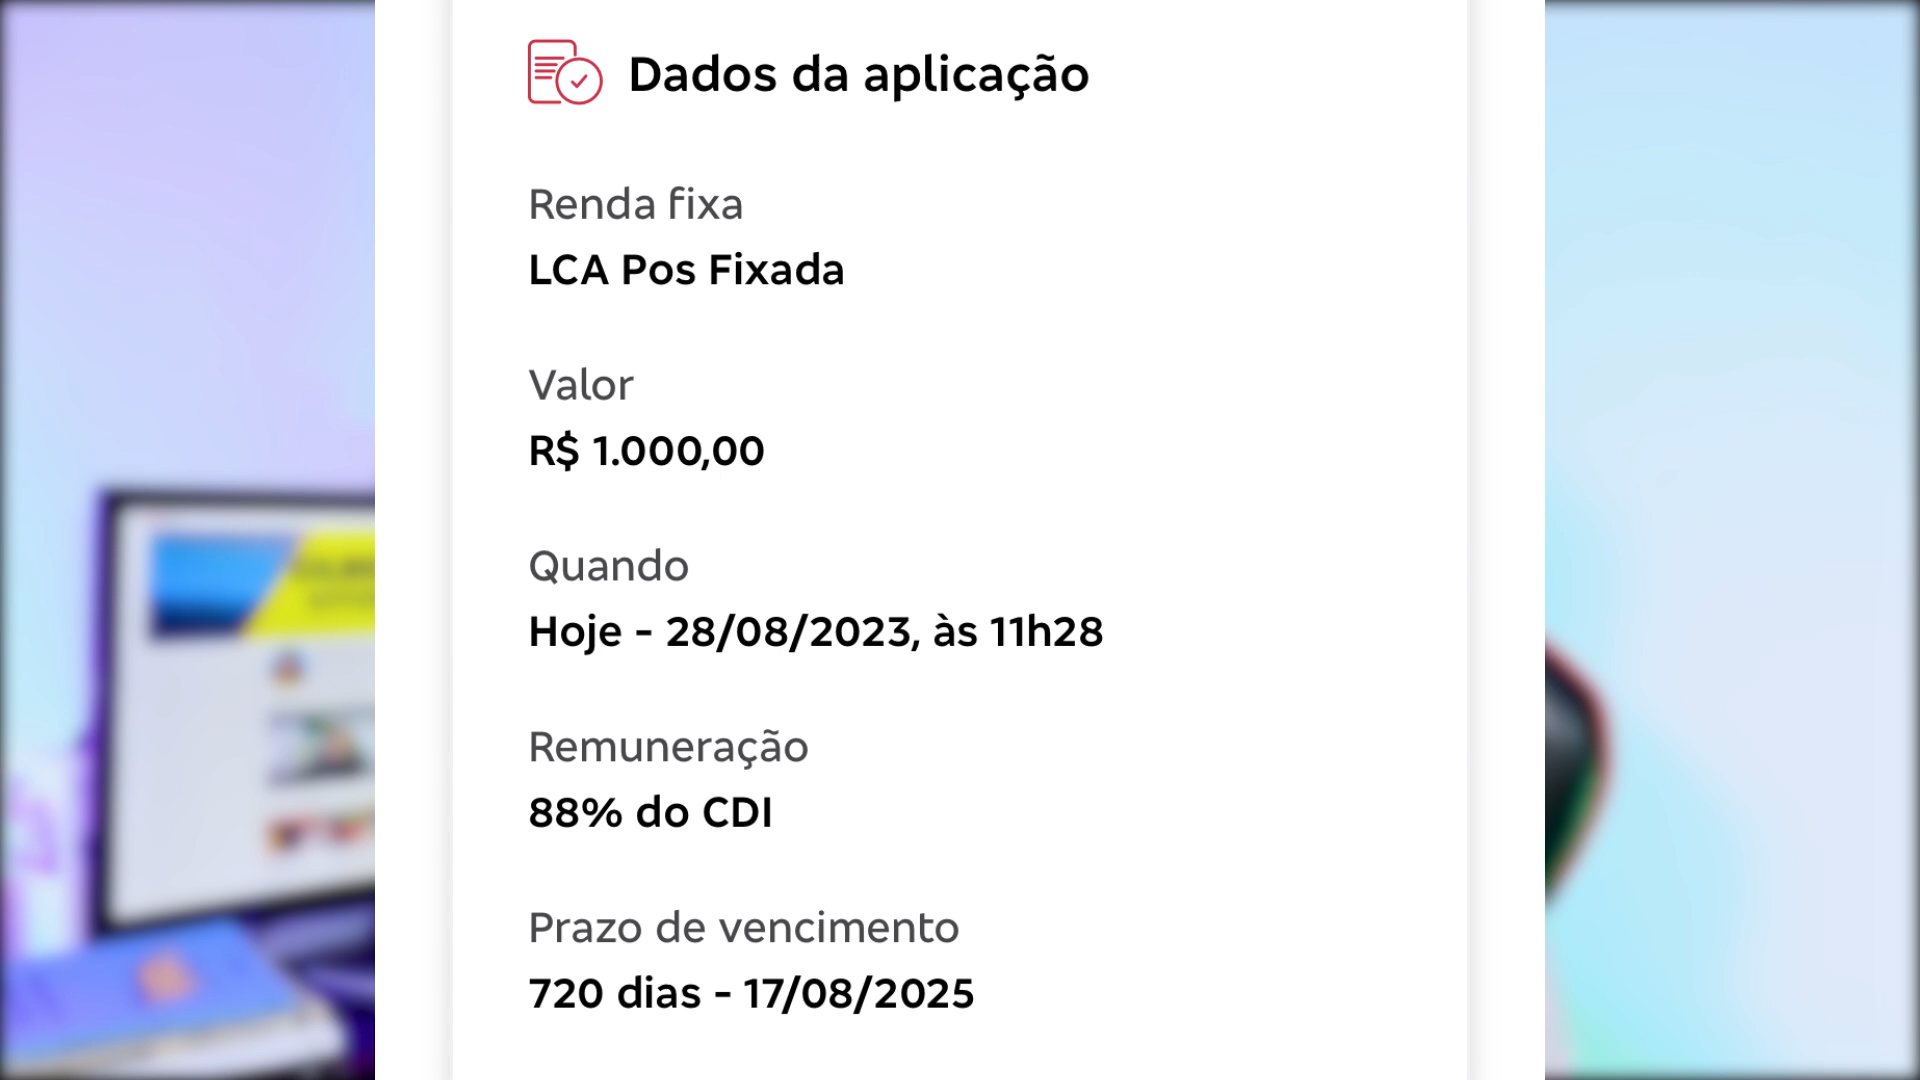 Dados da aplicação
Renda fixa
LCA Pos Fixada
Valor
R$ 1.000,00
Quando
Hoje - 28/08/2023, às 11h28
Remuneração
88% do CDI
Prazo de vencimento
720 dias - 17/08/2025